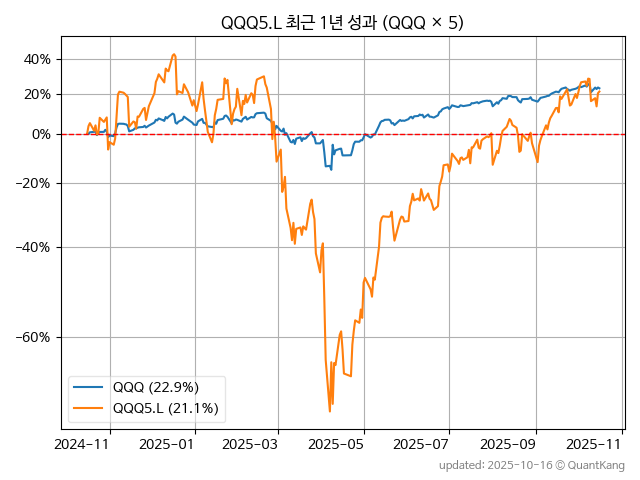 QQQ5.L 최근 1년 성과 (QQQ × 5)
40%
20%
0%
−20%
−40%
−60%
QQQ (22.9%)
QQQ5.L (21.1%)
2024−11 2025−01 2025−03 2025−05 2025−07 2025−09 2025−11
updated: 2025-10-16 © QuantKang